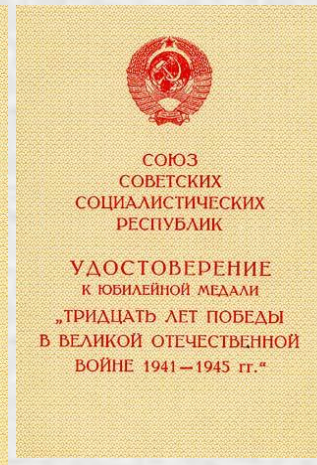 СОЮЗ
СОВЕТСКИХ
СОЦИАЛИСТИЧЕСКИХ
РЕСПУБЛИК
УДОСТОВЕРЕНИЕ
К ЮБИЛЕЙНОЙ МЕДАЛИ
„ТРИДЦАТЬ ЛЕТ ПОБЕДЫ
В ВЕЛИКОЙ ОТЕЧЕСТВЕННОЙ
ВОЙНЕ 1941—1945 гг.“